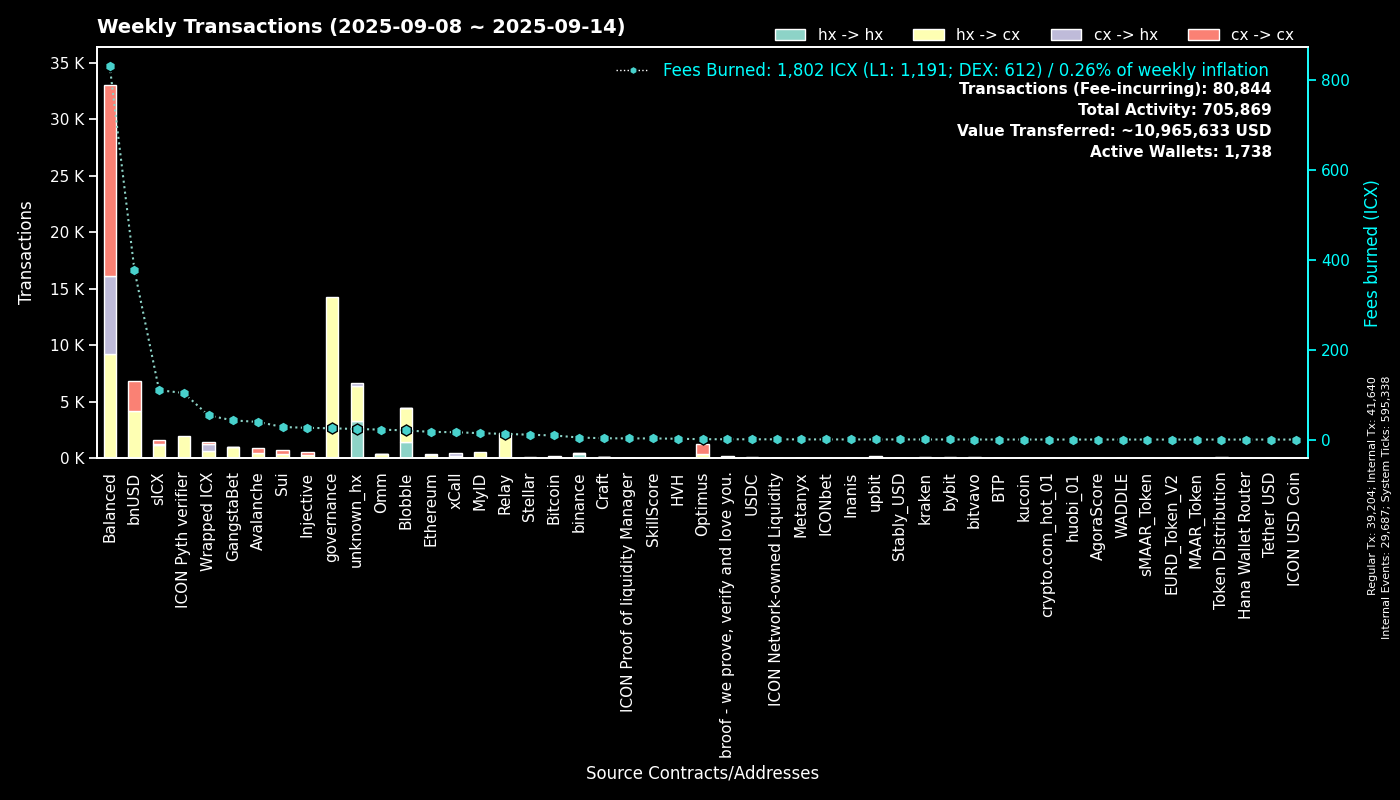 Weekly Transactions (2025-09-08 ~ 2025-09-14)
hx -> hx
hx -> cx
cx -> hx
cx -> cx
Fees Burned: 1,802 ICX (L1: 1,191; DEX: 612) / 0.26% of weekly inflation
Transactions (Fee-incurring): 80,844
Total Activity: 705,869
Value Transferred: ~10,965,633 USD
Active Wallets: 1,738
Transactions
35 K
30 K
25 K
20 K
15 K
10 K
5 K
0 K
800
600
400
200
0
Fees burned (ICX)
Regular Tx: 39,204; Internal Tx: 41,640
Internal Events: 29,687; System Ticks: 595,338
Balanced
bnUSD
sICX
ICON Pyth verifier
Wrapped ICX
GangstaBet
Avalanche
Sui
Injective
governance
unknown_hx
Omm
Blobble
Ethereum
xCall
MyID
Relay
Stellar
Bitcoin
binance
Craft
ICON Proof of liquidity Manager
SkillScore
HVH
Optimus
broof - we prove, verify and love you.
USDC
ICON Network-owned Liquidity
Metanyx
ICONbet
Inanis
upbit
Stably_USD
kraken
bybit
bitvavo
BTP
kucoin
crypto.com_hot_01
huobi_01
AgoraScore
WADDLE
sMAAR_Token
EURD_Token_V2
MAAR_Token
Token Distribution
Hana Wallet Router
Tether USD
ICON USD Coin
Source Contracts/Addresses